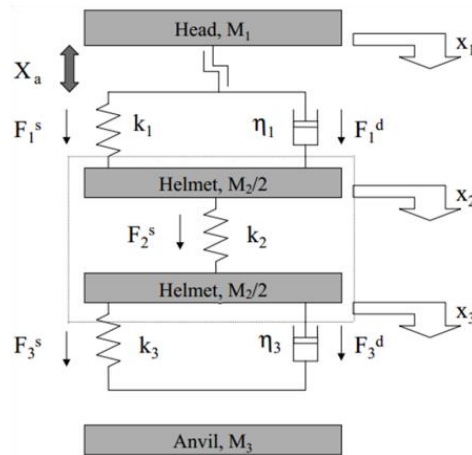 Head, M₁
x₁
Xₐ
F₁ˢ
k₁
η₁
F₁ᵈ
Helmet, M₂/2
x₂
F₂ˢ
k₂
Helmet, M₂/2
x₃
F₃ˢ
k₃
η₃
F₃ᵈ
Anvil, M₃